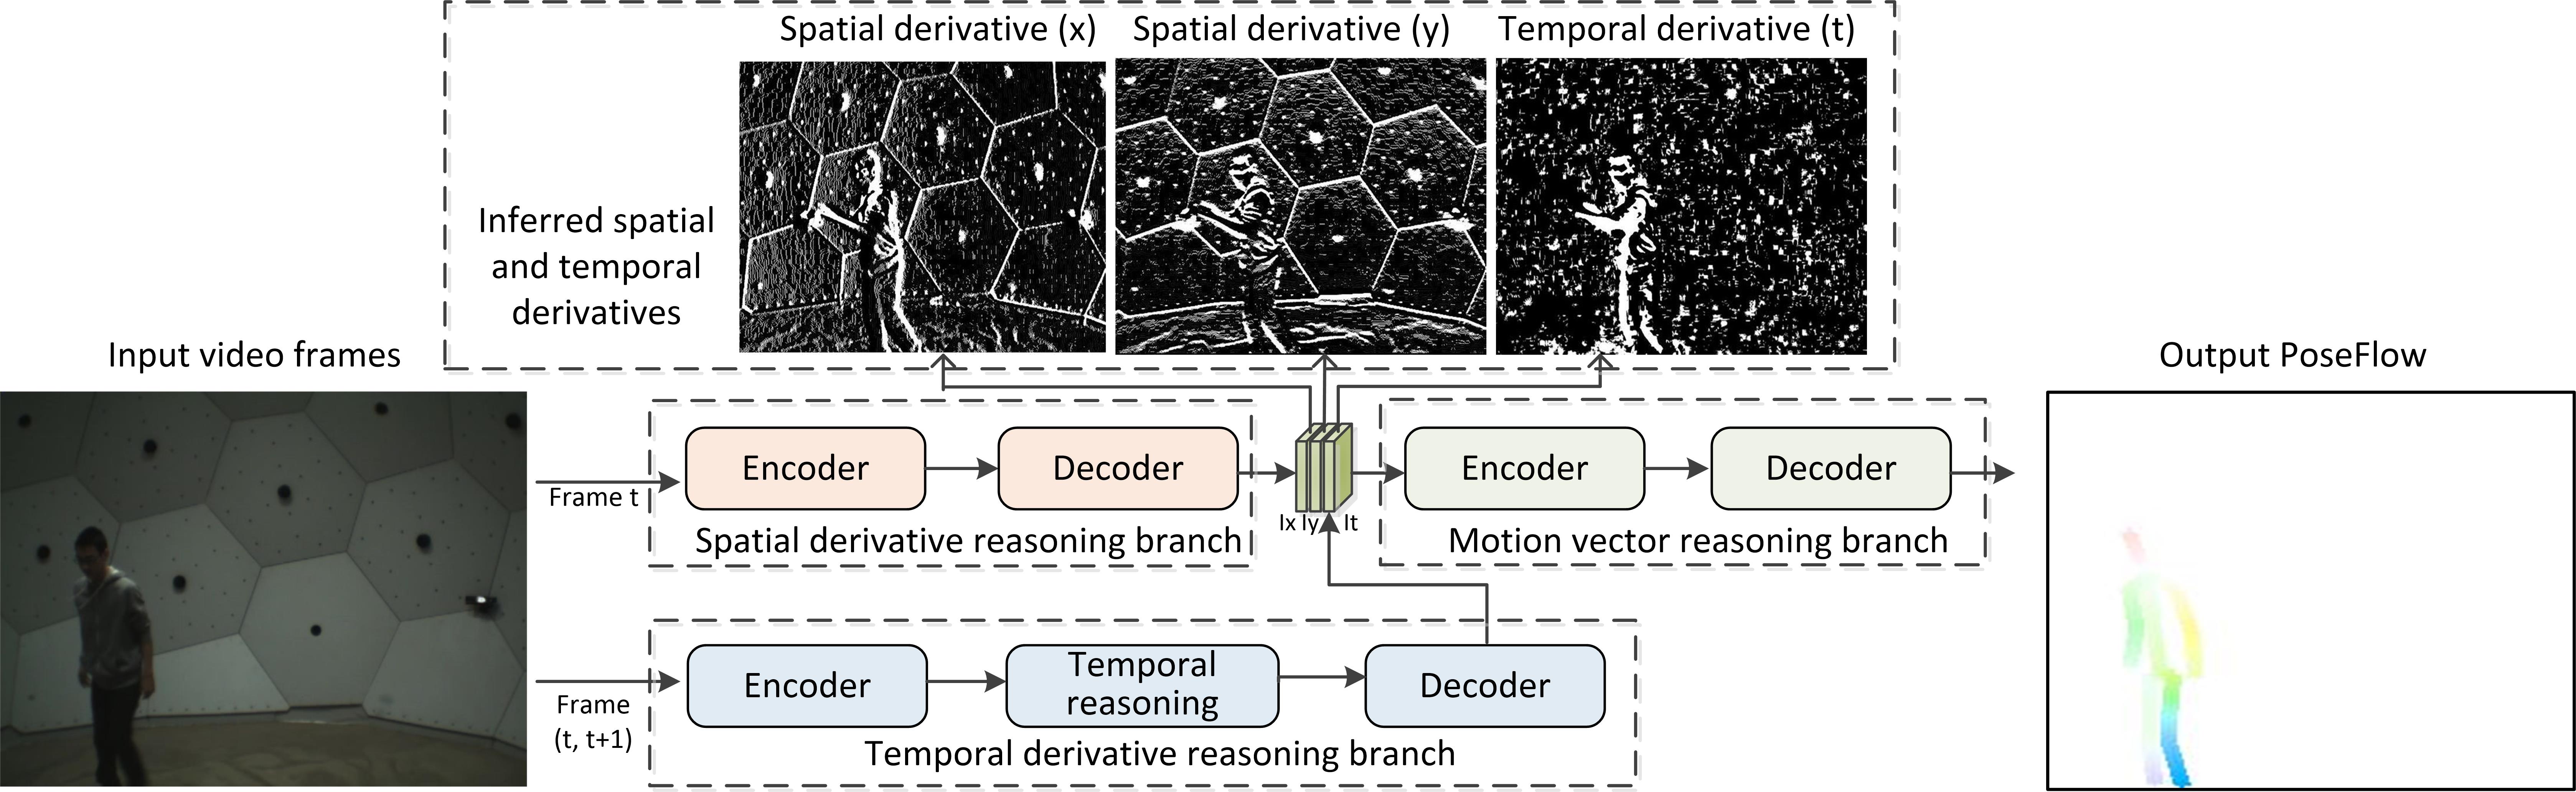 Spatial derivative (x)
Spatial derivative (y)
Temporal derivative (t)
Inferred spatial
and temporal
derivatives
Input video frames
Output PoseFlow
Frame t
Encoder
Decoder
Spatial derivative reasoning branch
Ix Iy
It
Encoder
Decoder
Motion vector reasoning branch
Frame
(t, t+1)
Encoder
Temporal
reasoning
Decoder
Temporal derivative reasoning branch